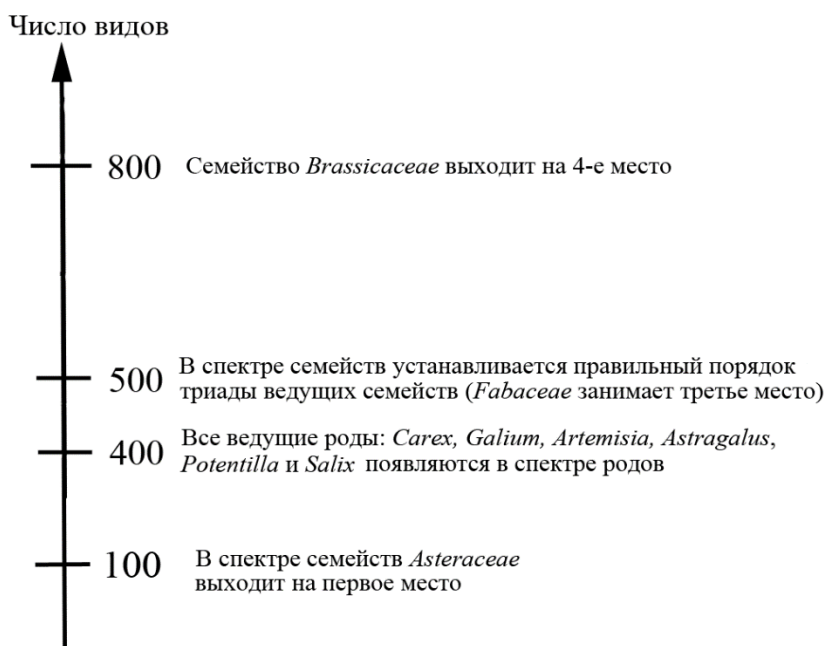 Число видов
800 Семейство Brassicaceae выходит на 4-е место
500 В спектре семейств устанавливается правильный порядок
триады ведущих семейств (Fabaceae занимает третье место)
400 Все ведущие роды: Carex, Galium, Artemisia, Astragalus,
Potentilla и Salix появляются в спектре родов
100 В спектре семейств Asteraceae
выходит на первое место